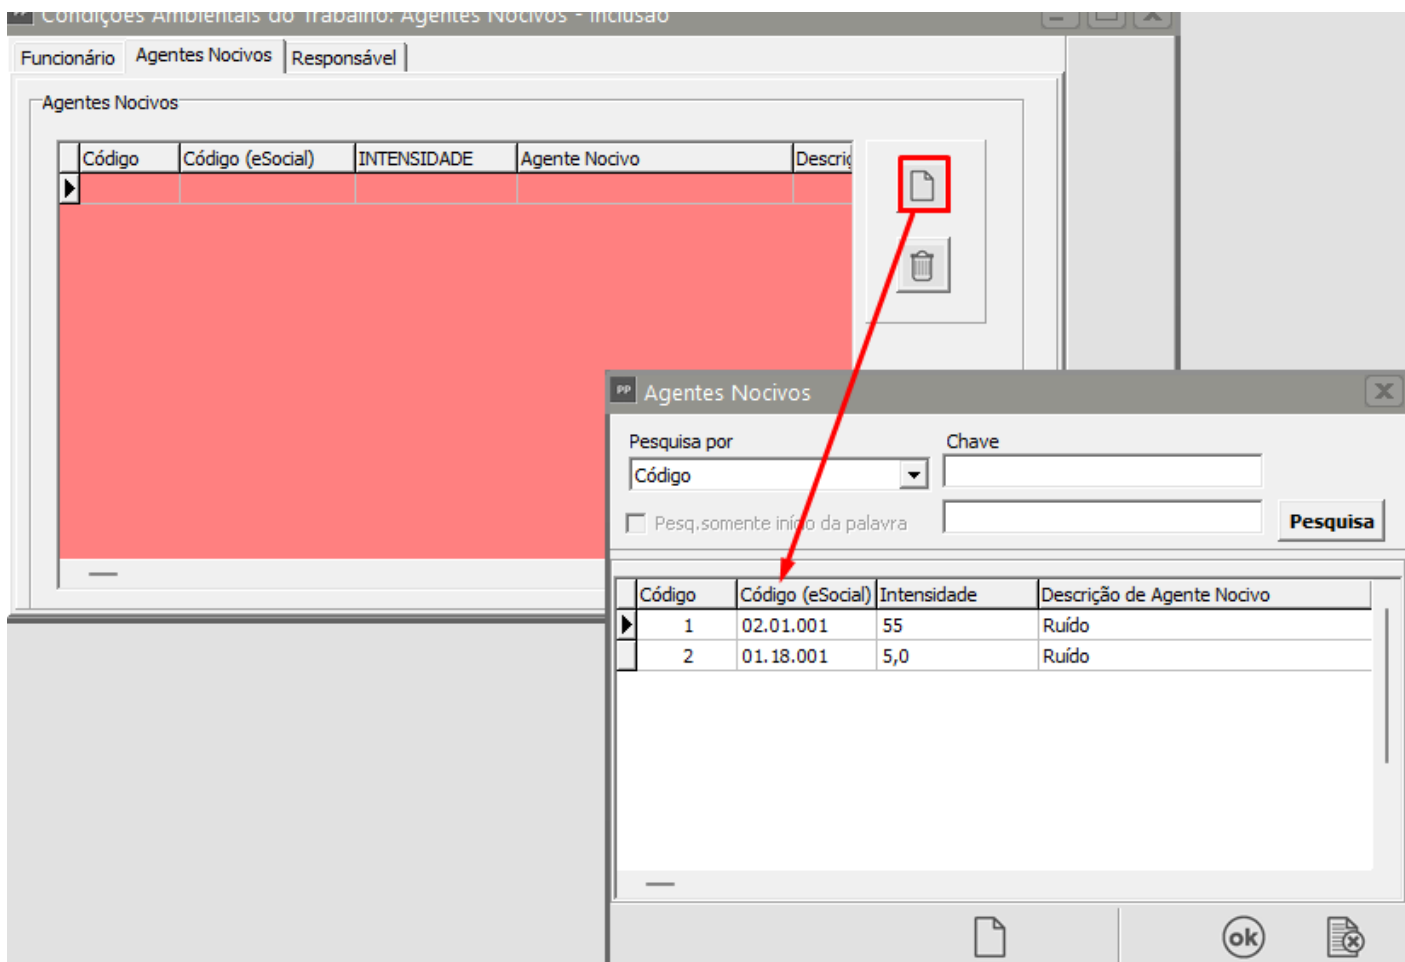 PP Condições Ambientais do Trabalho: Agentes Nocivos - Inclusão
Funcionário Agentes Nocivos Responsável
Agentes Nocivos
Código Código (eSocial) INTENSIDADE Agente Nocivo Descriç
PP Agentes Nocivos
Pesquisa por Chave
Código
Pesq.somente início da palavra Pesquisa
Código Código (eSocial) Intensidade Descrição de Agente Nocivo
1 02.01.001 55 Ruído
2 01.18.001 5,0 Ruído
ok